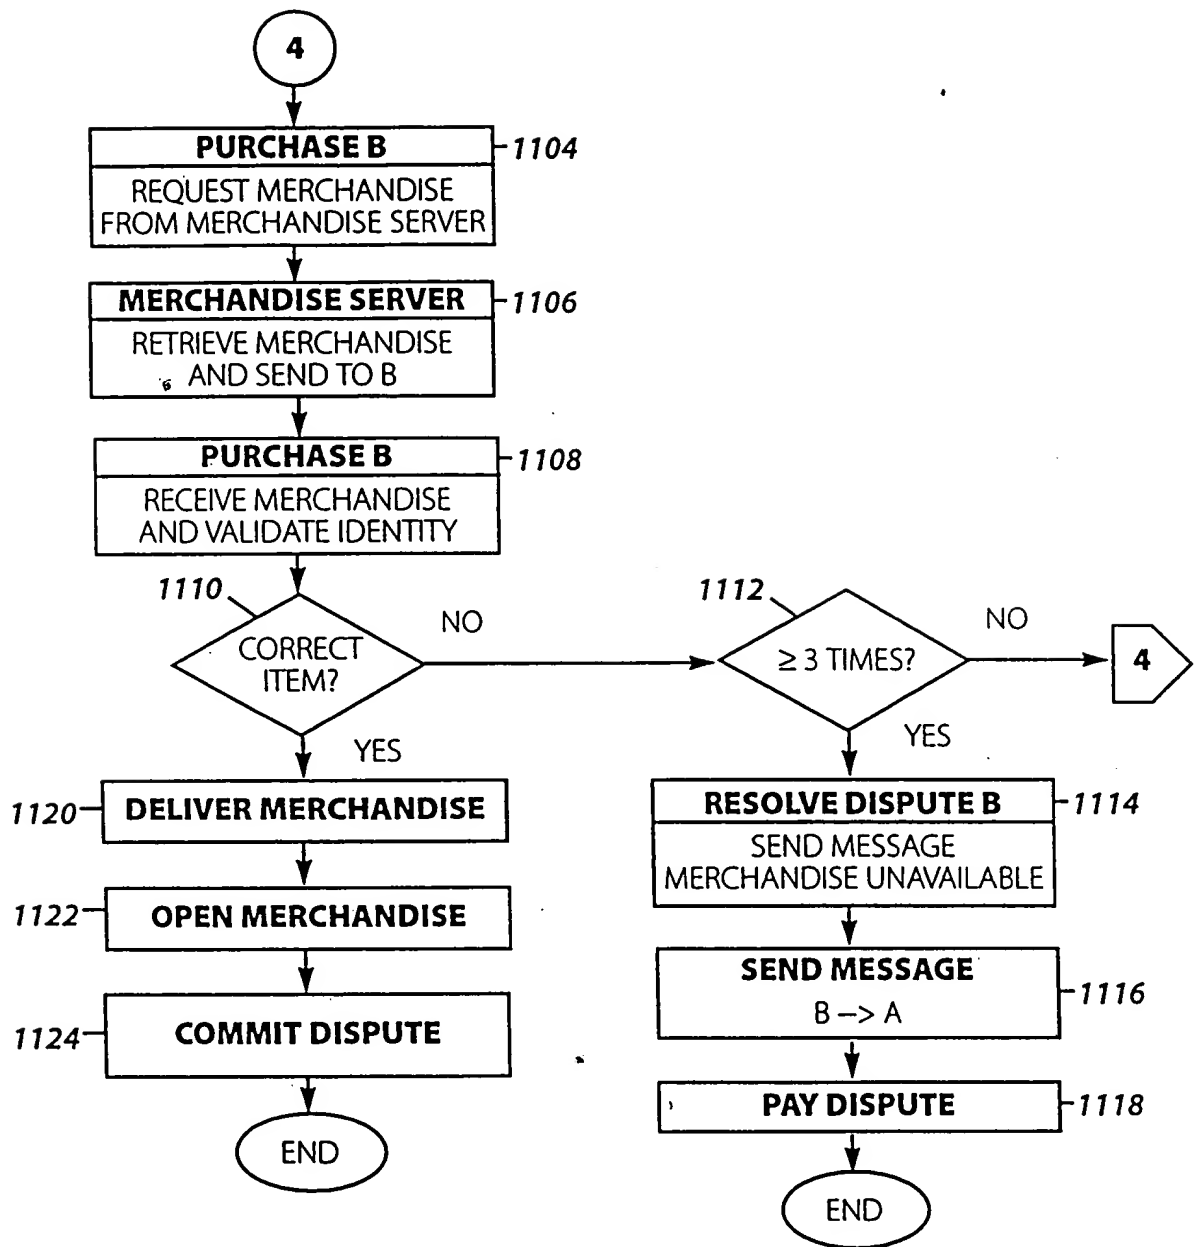 4
PURCHASE B
1104
REQUEST MERCHANDISE
FROM MERCHANDISE SERVER
MERCHANDISE SERVER
1106
RETRIEVE MERCHANDISE
AND SEND TO B
PURCHASE B
1108
RECEIVE MERCHANDISE
AND VALIDATE IDENTITY
1110
CORRECT
ITEM?
NO
1112
≥ 3 TIMES?
NO
4
YES
YES
1120
DELIVER MERCHANDISE
1122
OPEN MERCHANDISE
1124
COMMIT DISPUTE
END
RESOLVE DISPUTE B
1114
SEND MESSAGE
MERCHANDISE UNAVAILABLE
SEND MESSAGE
B –> A
1116
PAY DISPUTE
1118
END